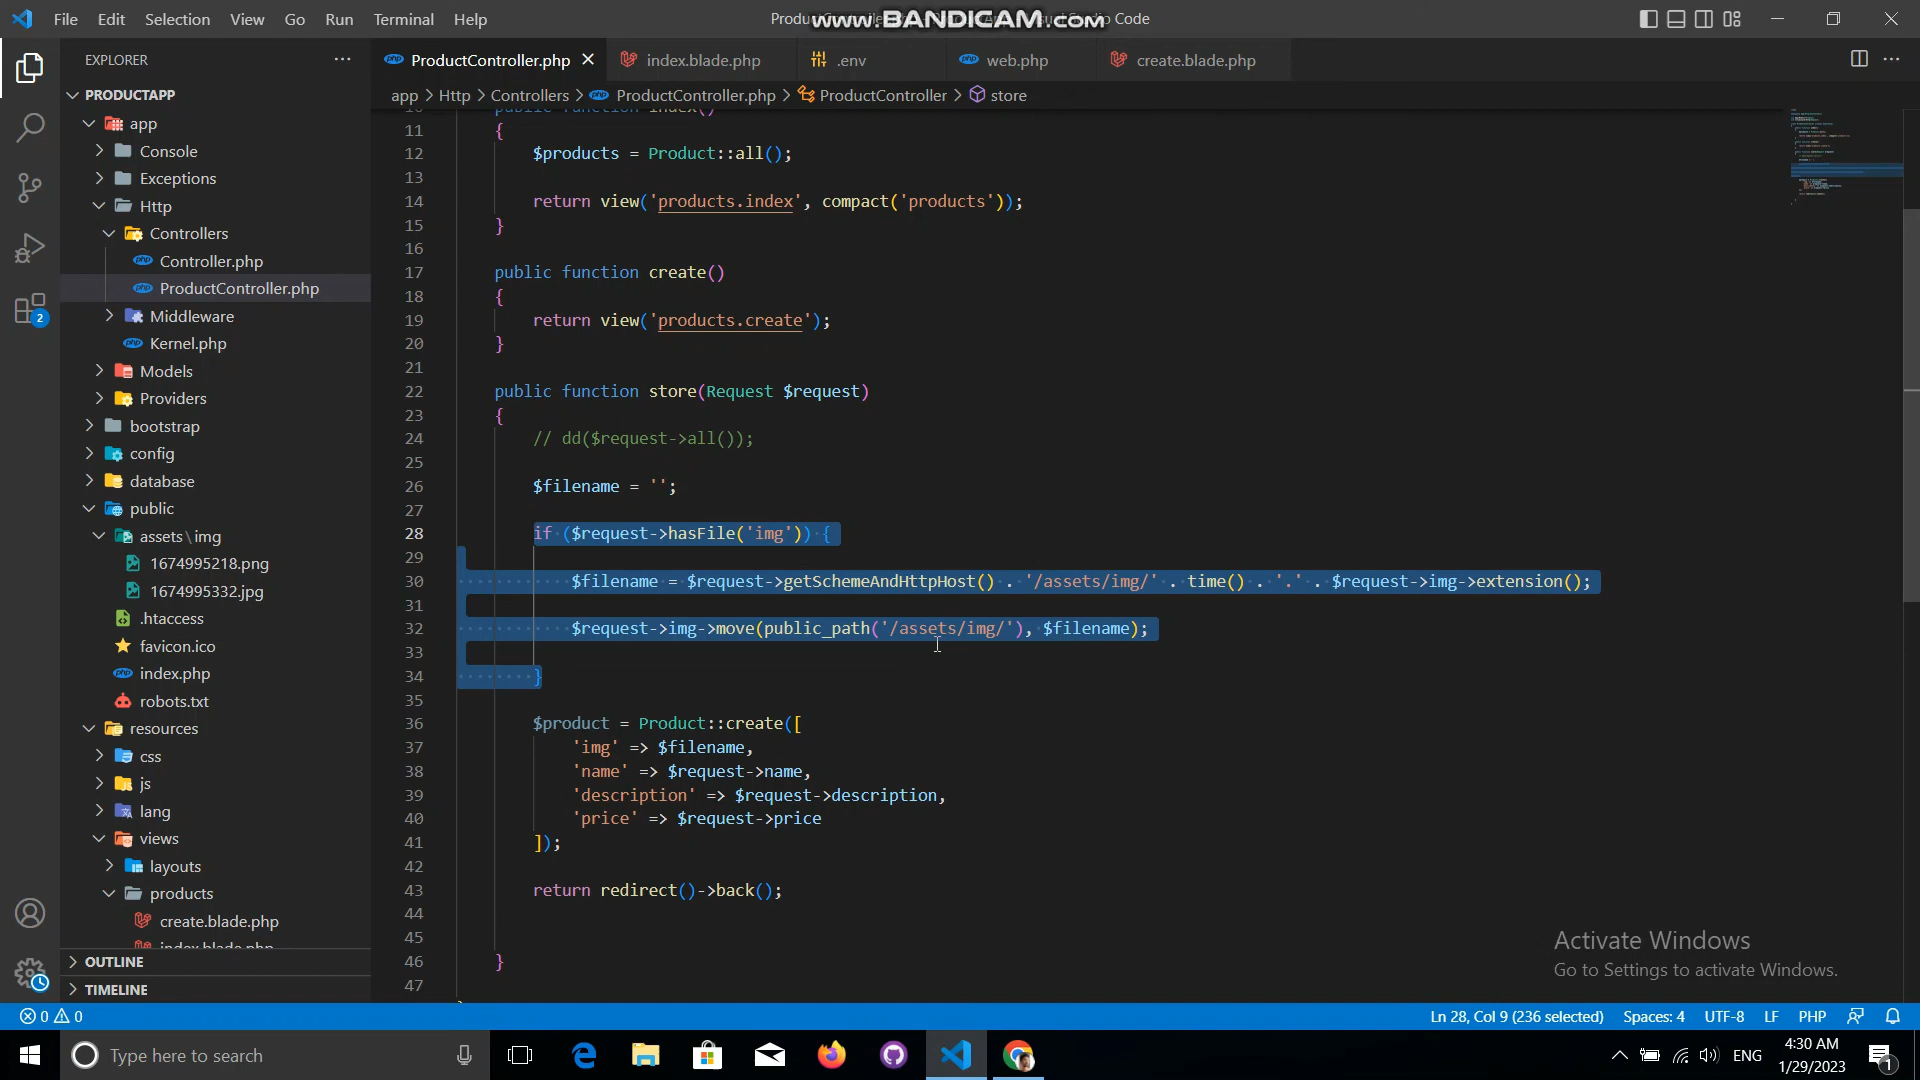 File Edit Selection View Go Run Terminal Help
www.BANDICAM.com
Studio Code
EXPLORER
PRODUCTAPP
app
Console
Exceptions
Http
Controllers
Controller.php
ProductController.php
Middleware
Kernel.php
Models
Providers
bootstrap
config
database
public
assets\img
1674995218.png
1674995332.jpg
.htaccess
favicon.ico
index.php
robots.txt
resources
css
js
lang
views
layouts
products
create.blade.php
index.blade.php
OUTLINE
TIMELINE
ProductController.php index.blade.php .env web.php create.blade.php
app > Http > Controllers > ProductController.php > ProductController > store
10 public function index()
11 {
12 $products = Product::all();
13
14 return view('products.index', compact('products'));
15 }
16
17 public function create()
18 {
19 return view('products.create');
20 }
21
22 public function store(Request $request)
23 {
24 // dd($request->all());
25
26 $filename = '';
27
28 if ($request->hasFile('img')) {
29
30 $filename = $request->getSchemeAndHttpHost() . '/assets/img/' . time() . '.' . $request->img->extension();
31
32 $request->img->move(public_path('/assets/img/'), $filename);
33
34 }
35
36 $product = Product::create([
37 'img' => $filename,
38 'name' => $request->name,
39 'description' => $request->description,
40 'price' => $request->price
41 ]);
42
43 return redirect()->back();
44
45
46 }
47
Activate Windows
Go to Settings to activate Windows.
0 0 Ln 28, Col 9 (236 selected) Spaces: 4 UTF-8 LF PHP
2
Type here to search
ENG
4:30 AM
1/29/2023
1